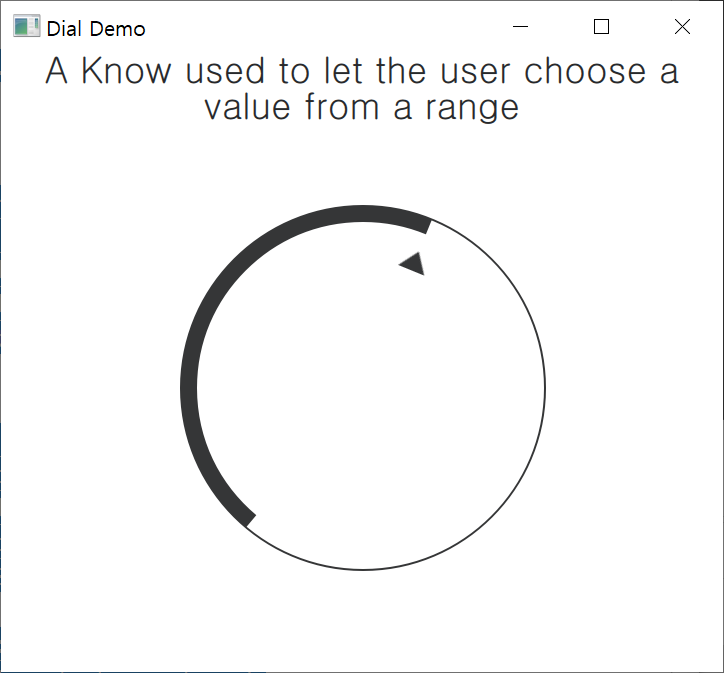 Dial Demo
A Know used to let the user choose a
value from a range